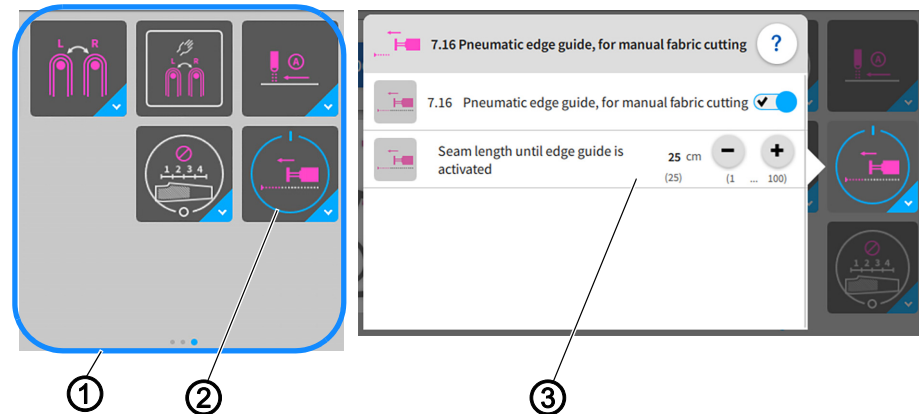 L R
L R
A
1 2 3 4
7.16 Pneumatic edge guide, for manual fabric cutting
?
7.16 Pneumatic edge guide, for manual fabric cutting
Seam length until edge guide is
activated
25 cm
(25)
− +
(1 ... 100)
A
1 2 3 4
1
2
3